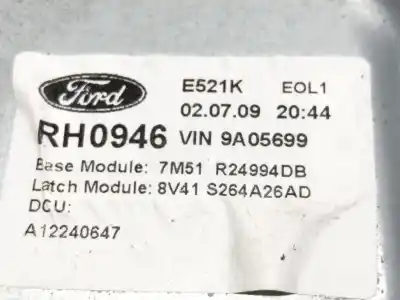 Ford E521K EOL1
02.07.09 20:44
RH0946 VIN 9A05699
Base Module: 7M51 R24994DB
Latch Module: 8V41 S264A26AD
DCU:
A12240647